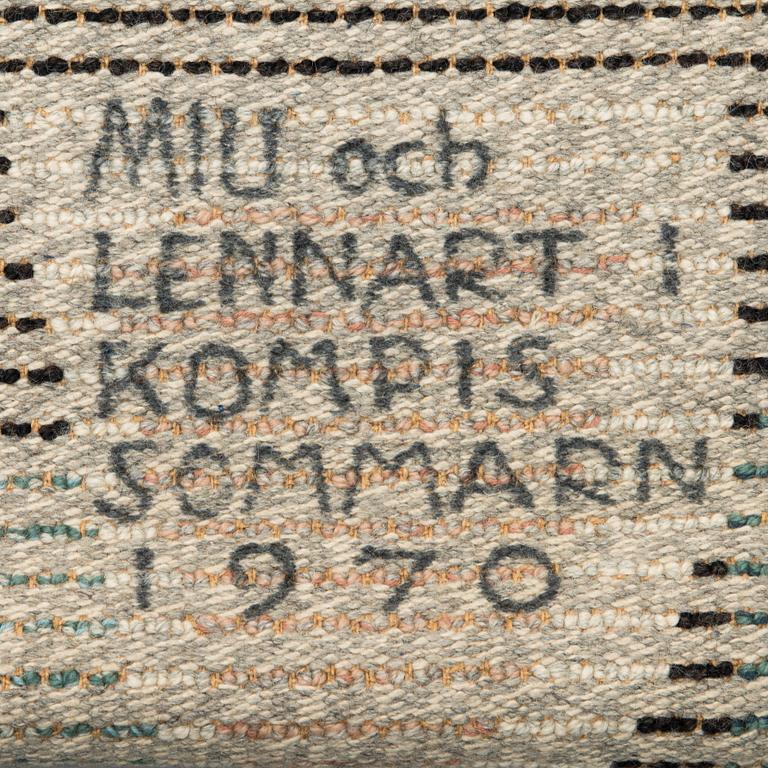 MIU och
LENNART I
KOMPIS
SOMMARN
1970